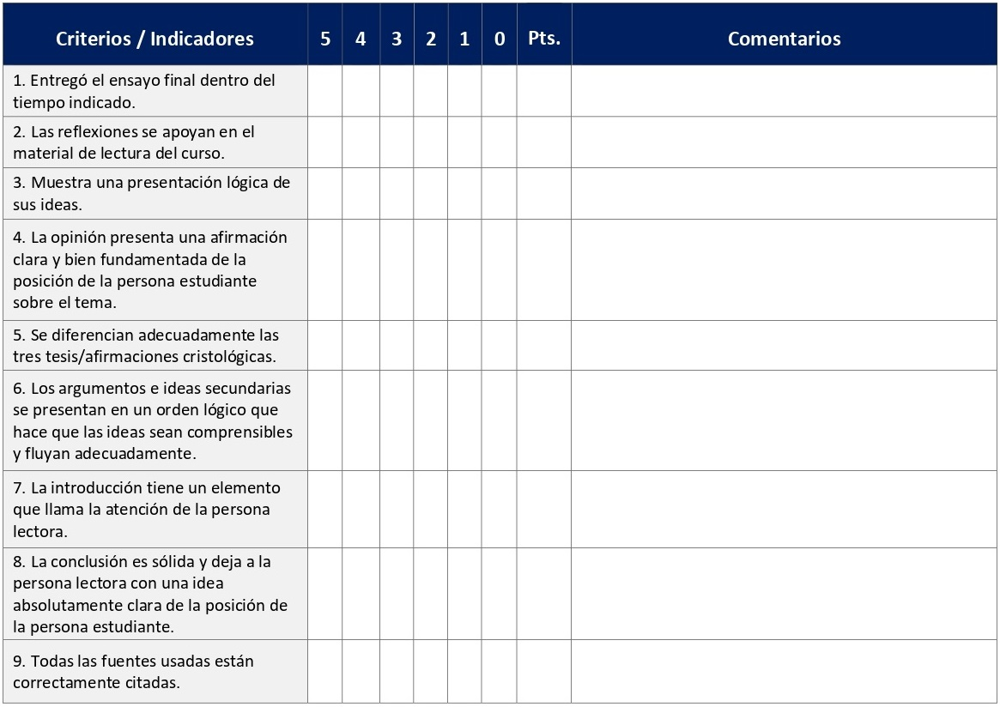 Criterios / Indicadores 5 4 3 2 1 0 Pts. Comentarios
1. Entregó el ensayo final dentro del
tiempo indicado.
2. Las reflexiones se apoyan en el
material de lectura del curso.
3. Muestra una presentación lógica de
sus ideas.
4. La opinión presenta una afirmación
clara y bien fundamentada de la
posición de la persona estudiante
sobre el tema.
5. Se diferencian adecuadamente las
tres tesis/afirmaciones cristológicas.
6. Los argumentos e ideas secundarias
se presentan en un orden lógico que
hace que las ideas sean comprensibles
y fluyan adecuadamente.
7. La introducción tiene un elemento
que llama la atención de la persona
lectora.
8. La conclusión es sólida y deja a la
persona lectora con una idea
absolutamente clara de la posición de
la persona estudiante.
9. Todas las fuentes usadas están
correctamente citadas.